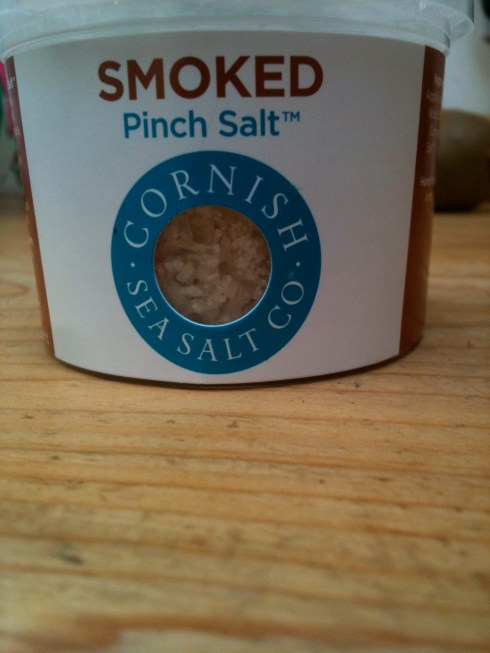 SMOKED
Pinch Salt™
CORNISH
SEA SALT CO